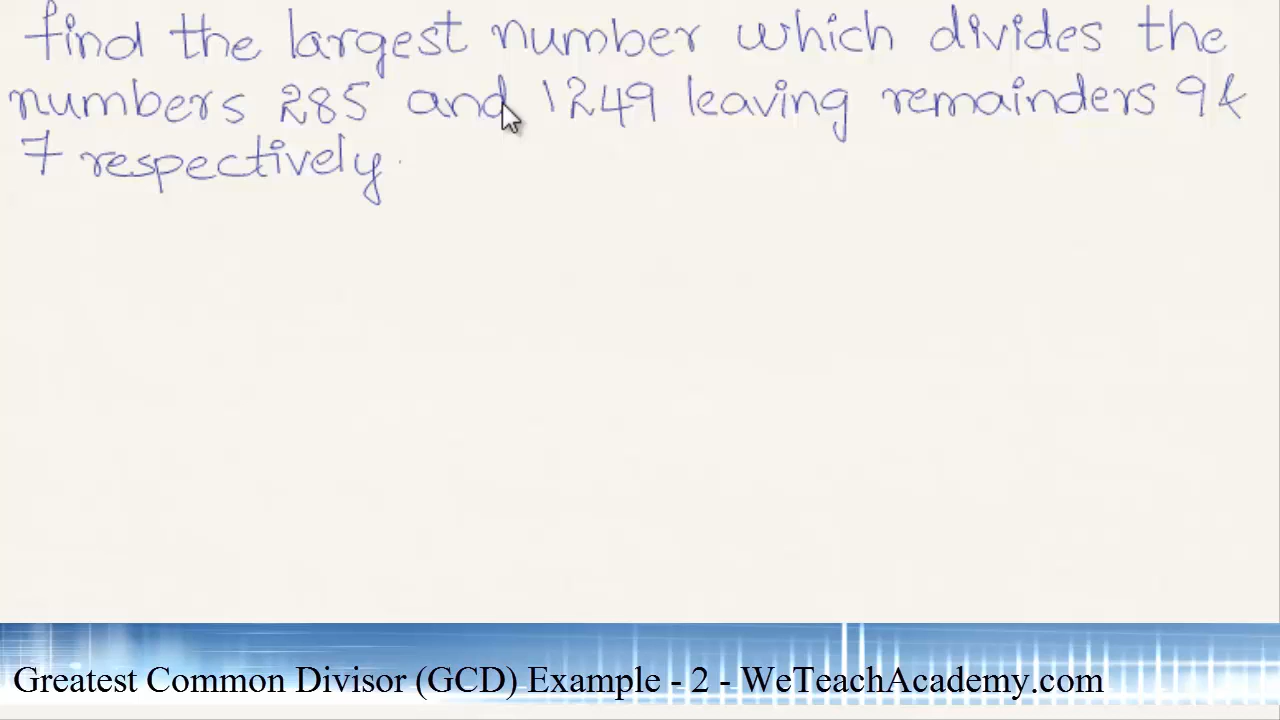 find the largest number which divides the
numbers 285 and 1249 leaving remainders 9 &
7 respectively.
Greatest Common Divisor (GCD) Example - 2 - WeTeachAcademy.com